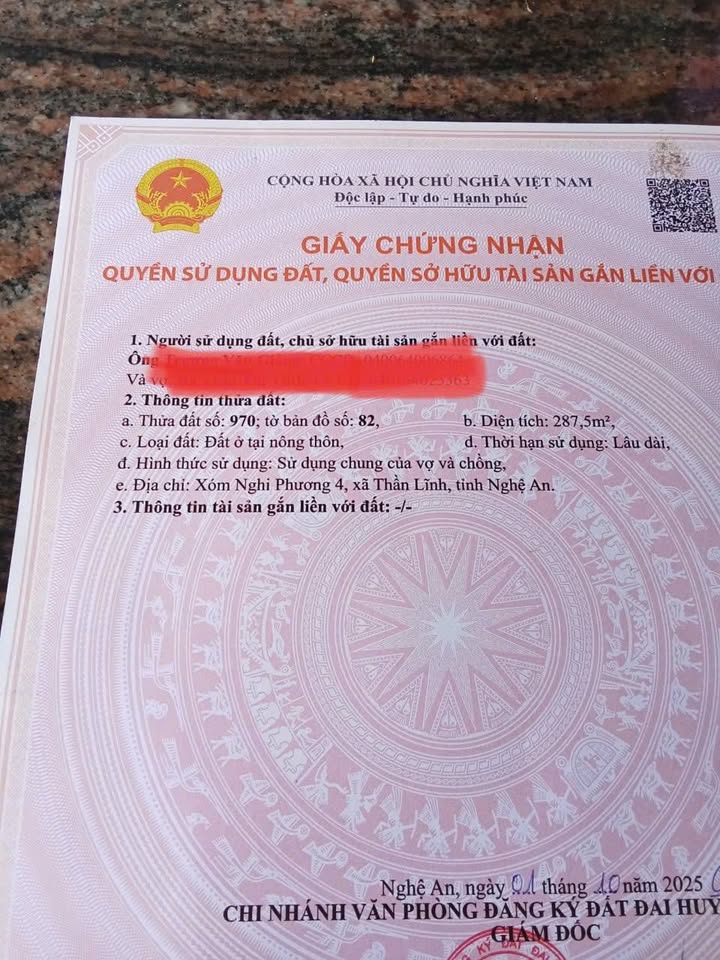 CỘNG HÒA XÃ HỘI CHỦ NGHĨA VIỆT NAM
Độc lập - Tự do - Hạnh phúc
GIẤY CHỨNG NHẬN
QUYỀN SỬ DỤNG ĐẤT, QUYỀN SỞ HỮU TÀI SẢN GẮN LIỀN VỚI
1. Người sử dụng đất, chủ sở hữu tài sản gắn liền với đất:
Ông
Và vợ
2. Thông tin thửa đất:
a. Thửa đất số: 970; tờ bản đồ số: 82, b. Diện tích: 287,5m²,
c. Loại đất: Đất ở tại nông thôn, d. Thời hạn sử dụng: Lâu dài,
đ. Hình thức sử dụng: Sử dụng chung của vợ và chồng,
e. Địa chỉ: Xóm Nghi Phương 4, xã Thần Lĩnh, tỉnh Nghệ An.
3. Thông tin tài sản gắn liền với đất: -/-
Nghệ An, ngày 01 tháng 10 năm 2025
CHI NHÁNH VĂN PHÒNG ĐĂNG KÝ ĐẤT ĐAI HUY
GIÁM ĐỐC
KÝ ĐẤT ĐAI